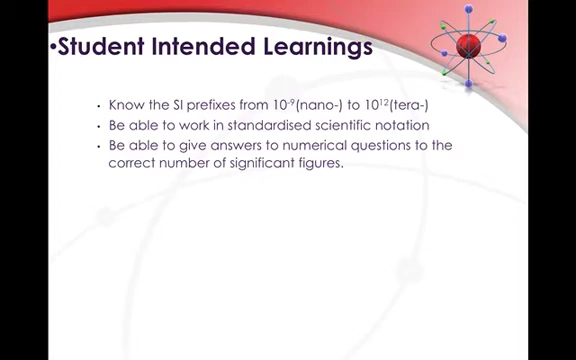 •Student Intended Learnings
• Know the SI prefixes from 10⁻⁹(nano-) to 10¹²(tera-)
• Be able to work in standardised scientific notation
• Be able to give answers to numerical questions to the
correct number of significant figures.